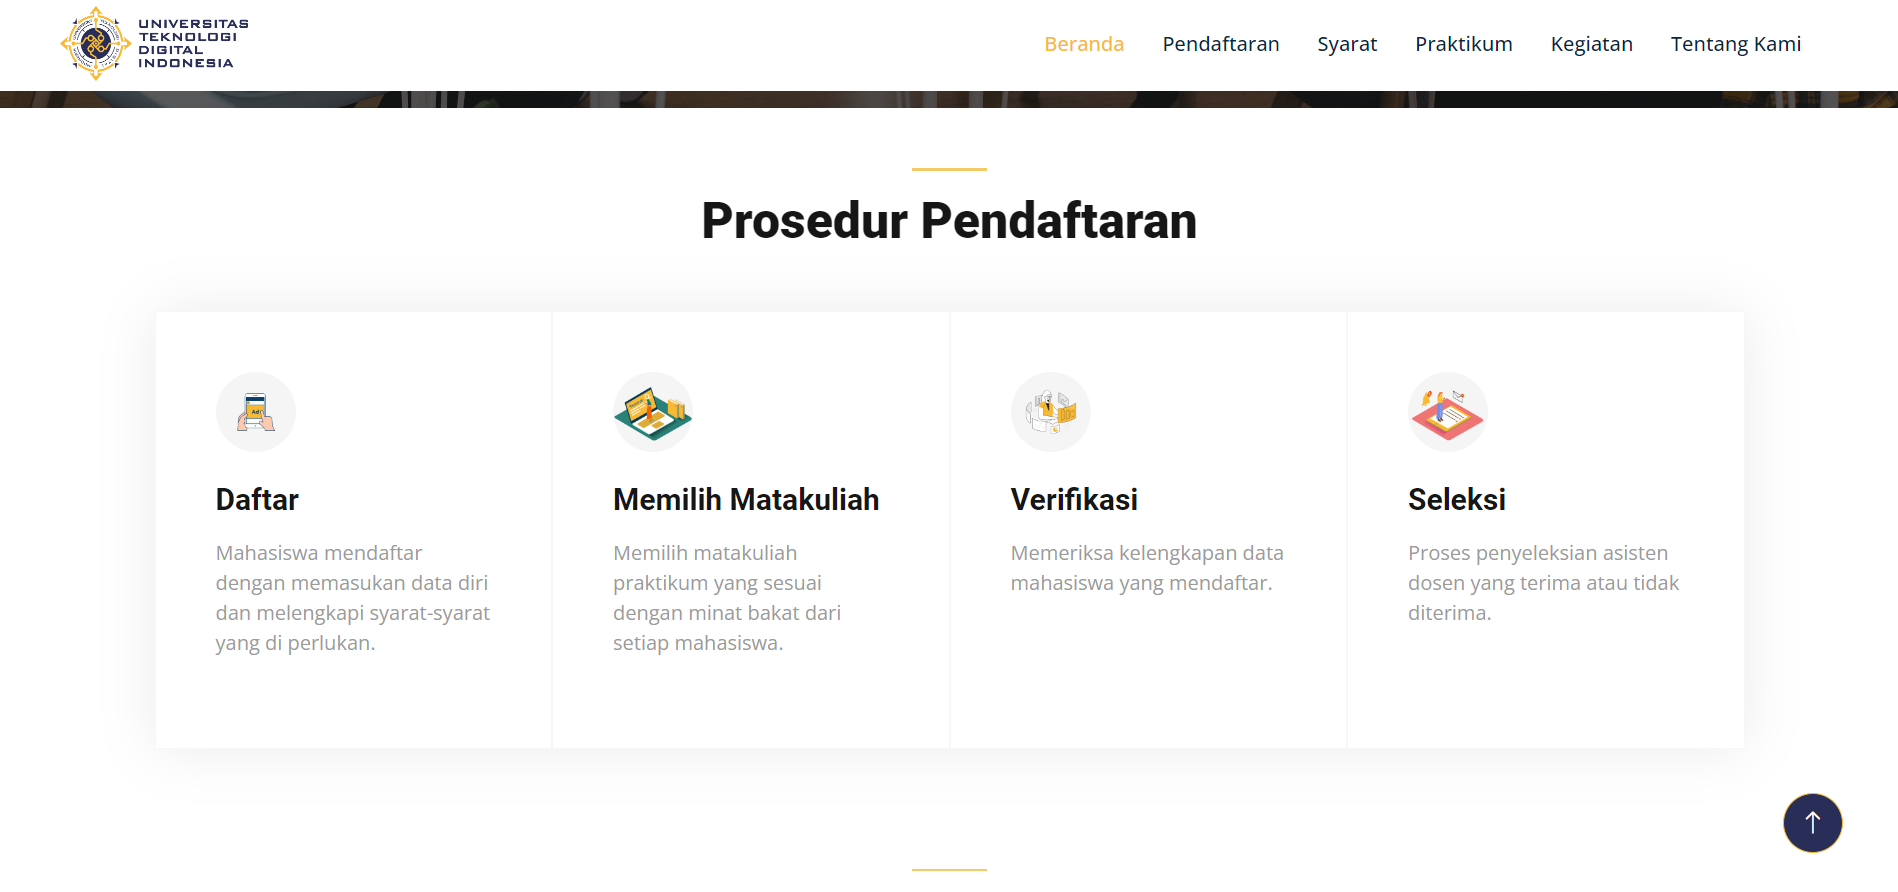 UNIVERSITAS
TEKNOLOGI
DIGITAL
INDONESIA
Beranda Pendaftaran Syarat Praktikum Kegiatan Tentang Kami
Prosedur Pendaftaran
Daftar
Mahasiswa mendaftar
dengan memasukan data diri
dan melengkapi syarat-syarat
yang di perlukan.
Memilih Matakuliah
Memilih matakuliah
praktikum yang sesuai
dengan minat bakat dari
setiap mahasiswa.
Verifikasi
Memeriksa kelengkapan data
mahasiswa yang mendaftar.
Seleksi
Proses penyeleksian asisten
dosen yang terima atau tidak
diterima.